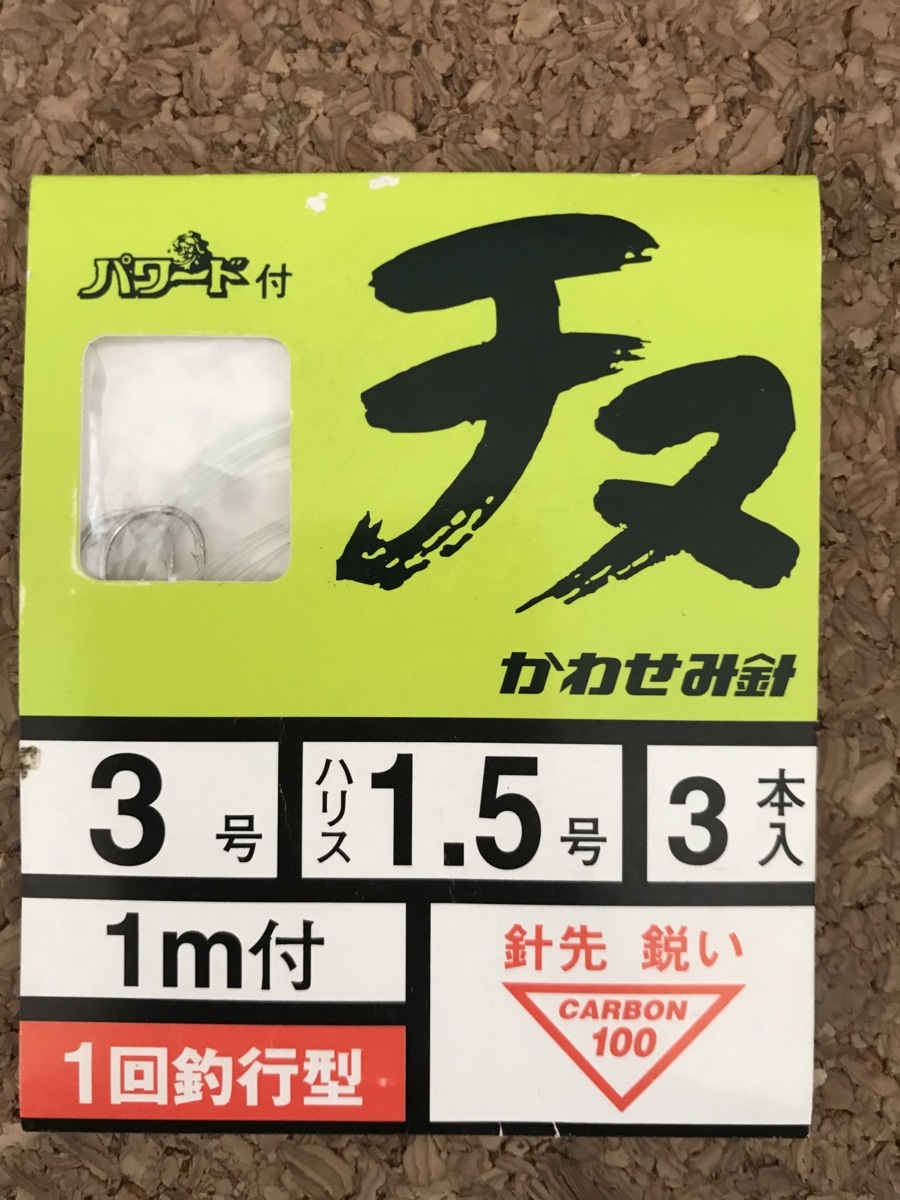 パワード付
チヌ
かわせみ針
3号
ハリス 1.5号
3本入
1m付
1回釣行型
針先 鋭い
CARBON
100